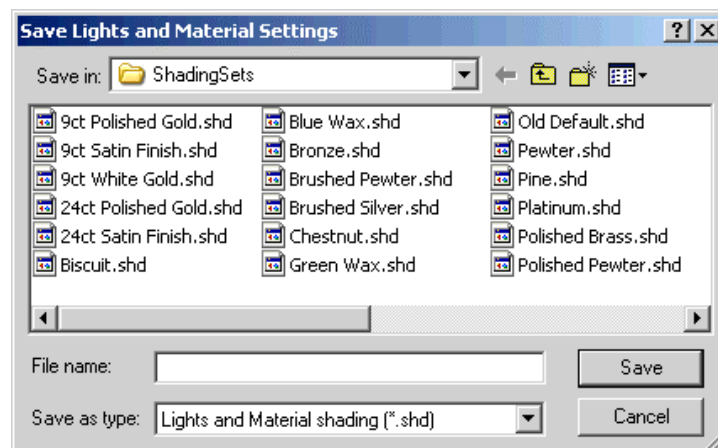 Save Lights and Material Settings
Save in: ShadingSets
9ct Polished Gold.shd
9ct Satin Finish.shd
9ct White Gold.shd
24ct Polished Gold.shd
24ct Satin Finish.shd
Biscuit.shd
Blue Wax.shd
Bronze.shd
Brushed Pewter.shd
Brushed Silver.shd
Chestnut.shd
Green Wax.shd
Old Default.shd
Pewter.shd
Pine.shd
Platinum.shd
Polished Brass.shd
Polished Pewter.shd
File name:
Save
Save as type: Lights and Material shading (*.shd)
Cancel